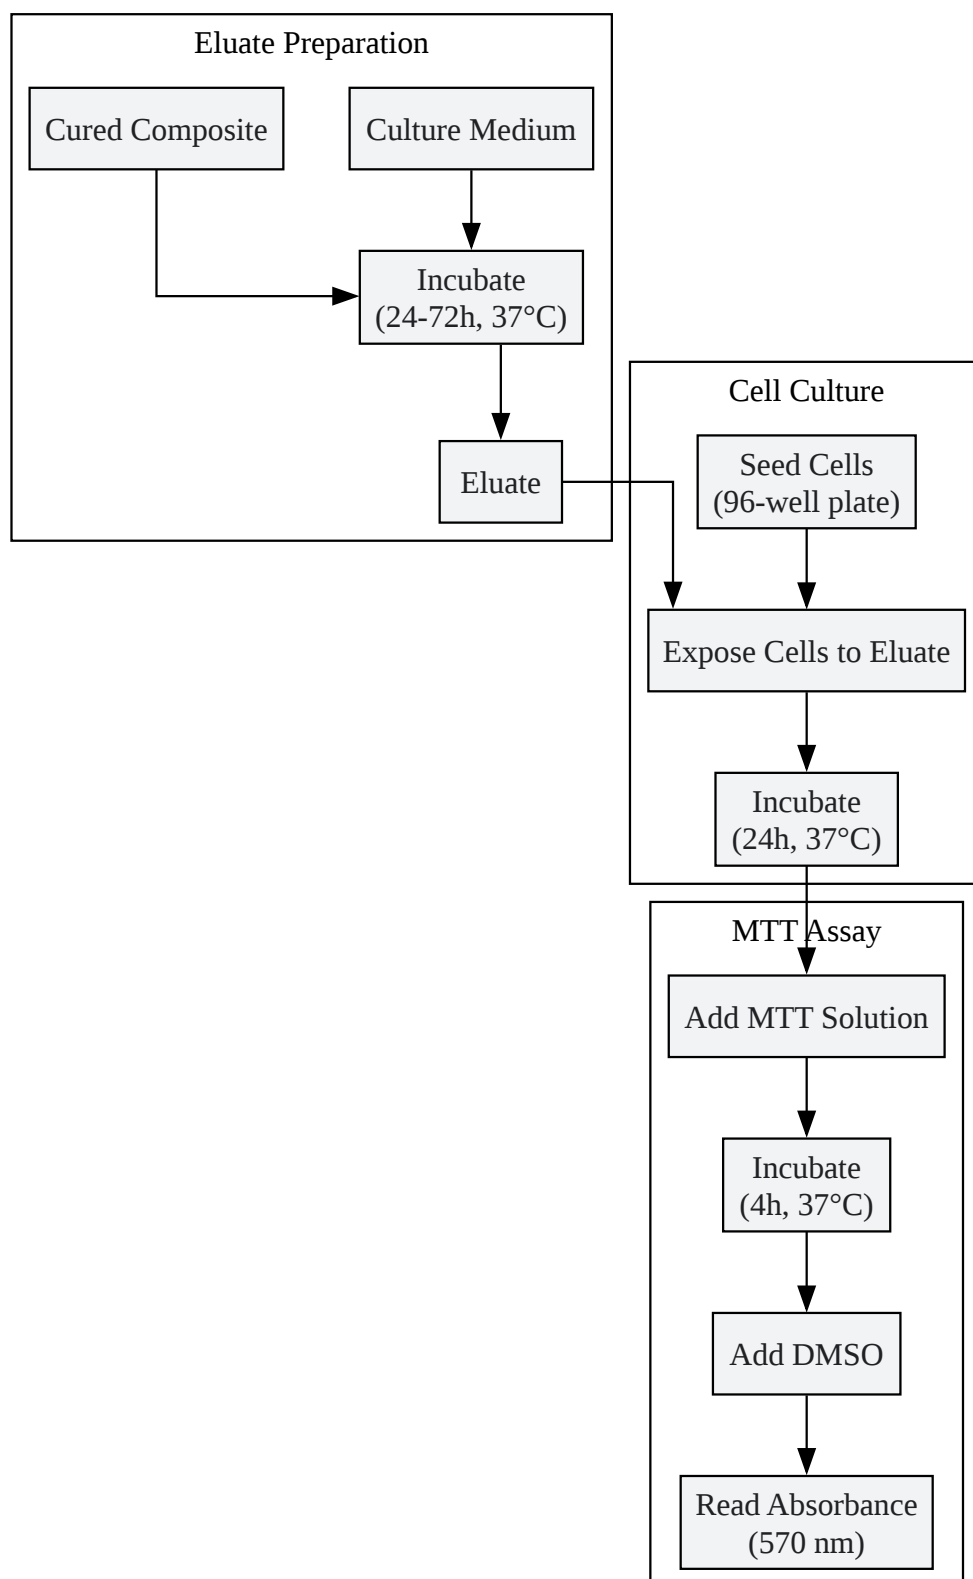 Eluate Preparation
Cured Composite
Culture Medium
Incubate
(24-72h, 37°C)
Eluate
Cell Culture
Seed Cells
(96-well plate)
Expose Cells to Eluate
Incubate
(24h, 37°C)
MTT Assay
Add MTT Solution
Incubate
(4h, 37°C)
Add DMSO
Read Absorbance
(570 nm)